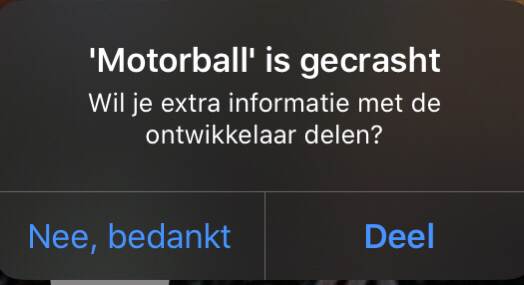 'Motorball' is gecrasht
Wil je extra informatie met de
ontwikkelaar delen?
Nee, bedankt
Deel